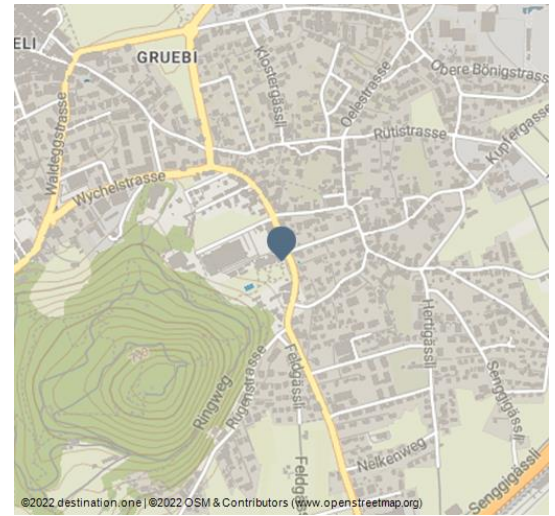 ELI
GRUEBI
Klostergässli
Oelestrasse
Obere Bönigstrasse
Waldeggstrasse
Rütistrasse
Kupfergasse
Wychelstrasse
Ringweg
Rugenstrasse
Feldgässli
Hertigässli
Senggigässli
Feldgässli
Nelkenweg
Senggigässli
©2022 destination.one | ©2022 OSM & Contributors (www.openstreetmap.org)